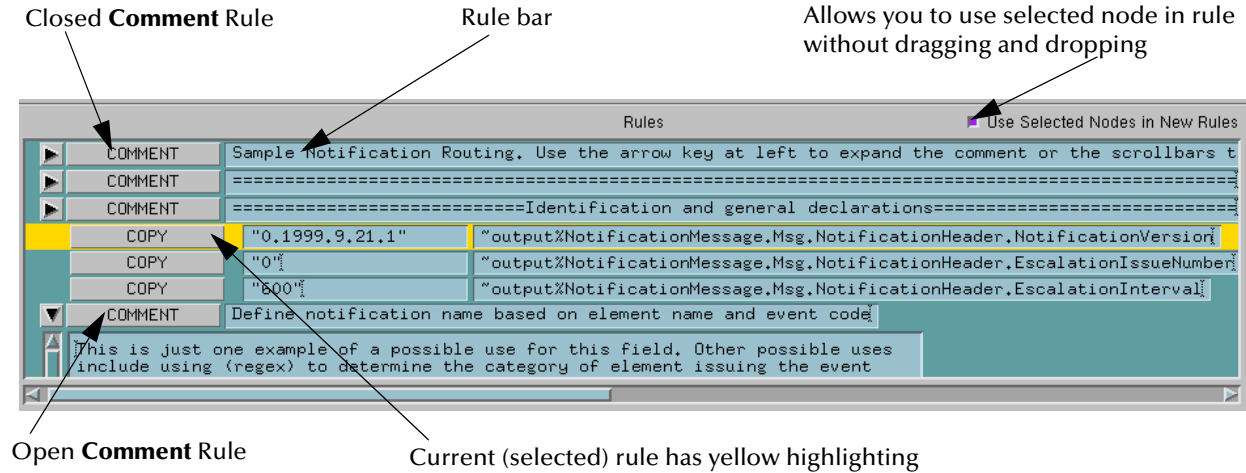 Closed Comment Rule
Rule bar
Allows you to use selected node in rule
without dragging and dropping
Rules
Use Selected Nodes in New Rules
COMMENT Sample Notification Routing. Use the arrow key at left to expand the comment or the scrollbars t
COMMENT ================================================================================================
COMMENT ============================Identification and general declarations=============================
COPY "0.1999.9.21.1" ~output%NotificationMessage.Msg.NotificationHeader.NotificationVersion
COPY "0" ~output%NotificationMessage.Msg.NotificationHeader.EscalationIssueNumber
COPY "600" ~output%NotificationMessage.Msg.NotificationHeader.EscalationInterval
COMMENT Define notification name based on element name and event code
This is just one example of a possible use for this field. Other possible uses
include using (regex) to determine the category of element issuing the event
Open Comment Rule
Current (selected) rule has yellow highlighting